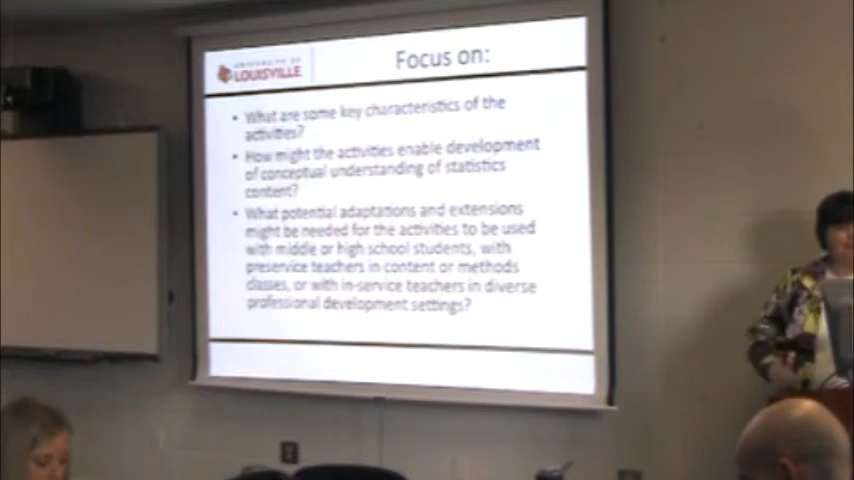 UNIVERSITY OF
LOUISVILLE
Focus on:
• What are some key characteristics of the
activities?
• How might the activities enable development
of conceptual understanding of statistics
content?
• What potential adaptations and extensions
might be needed for the activities to be used
with middle or high school students, with
preservice teachers in content or methods
classes, or with in-service teachers in diverse
professional development settings?